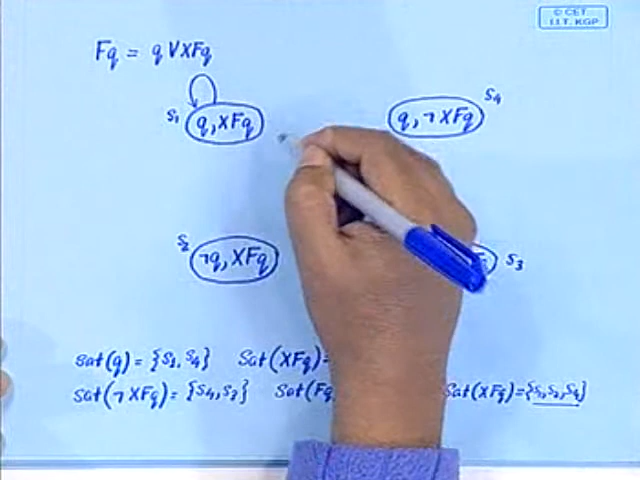 © CET
I.I.T. KGP
Fq = q V XFq
S1 q, XFq
q, ¬XFq S4
S2 ¬q, XFq
S3
Sat(q) = {S1, S4} Sat(XFq) =
Sat(¬XFq) = {S4, S3} Sat(Fq Sat(XFq) = {S1, S2, S4}